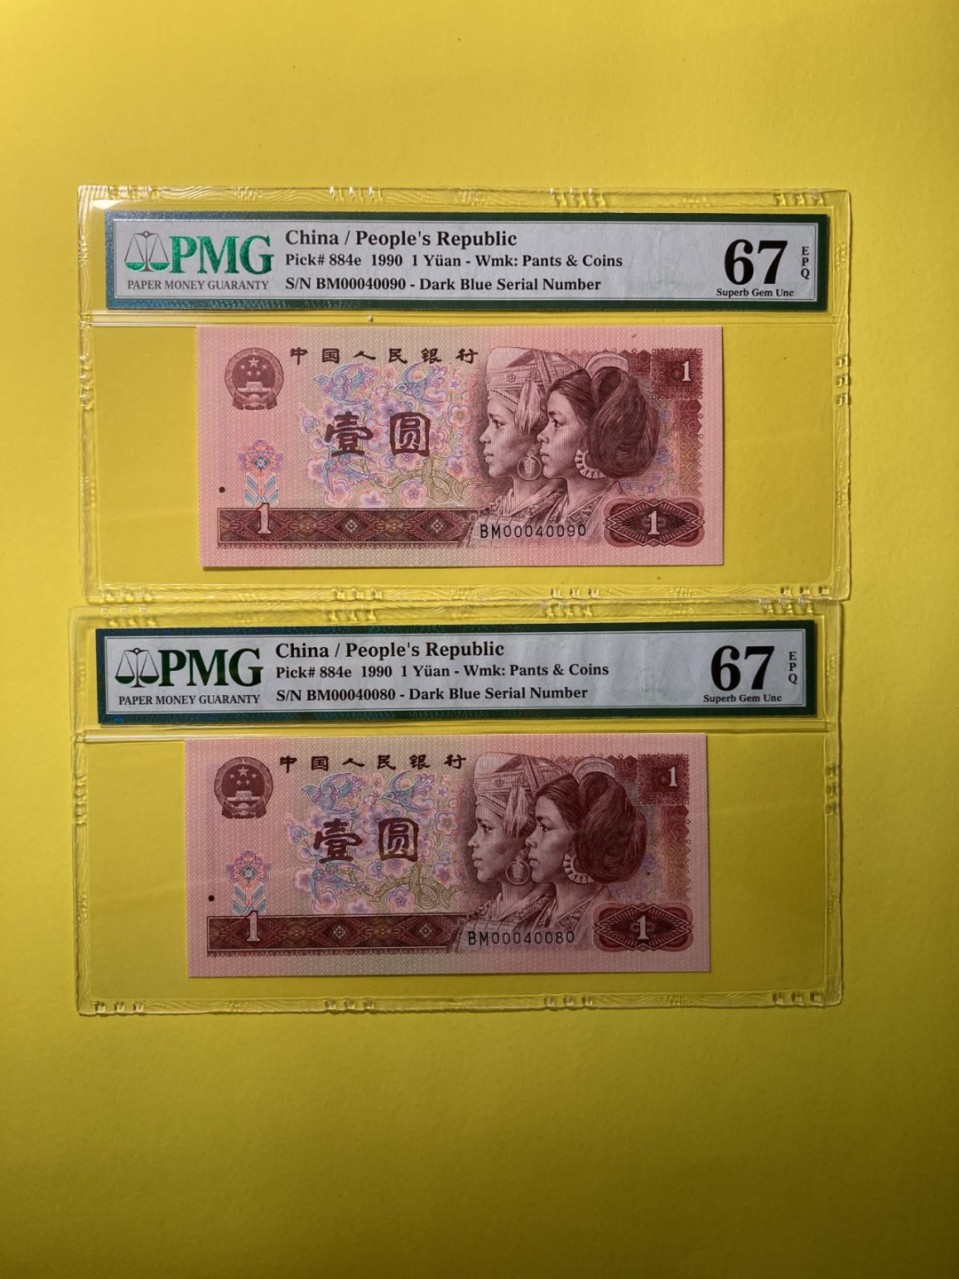 PMG
PAPER MONEY GUARANTY
China / People's Republic
Pick# 884e 1990 1 Yüan - Wmk: Pants & Coins
S/N BM00040090 - Dark Blue Serial Number
67
EPQ
Superb Gem Unc
中国人民银行
1
壹圆
1
BM00040090
1
PMG
PAPER MONEY GUARANTY
China / People's Republic
Pick# 884e 1990 1 Yüan - Wmk: Pants & Coins
S/N BM00040080 - Dark Blue Serial Number
67
EPQ
Superb Gem Unc
中国人民银行
1
壹圆
1
BM00040080
1